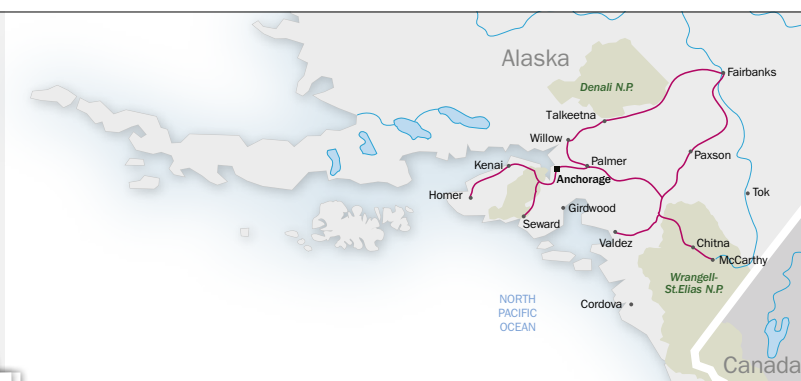 Alaska
Fairbanks
Denali N.P.
Talkeetna
Willow
Paxson
Kenai
Palmer
Anchorage
Tok
Homer
Girdwood
Seward
Valdez
Chitna
McCarthy
Wrangell-
St.Elias N.P.
NORTH
PACIFIC
OCEAN
Cordova
Canada